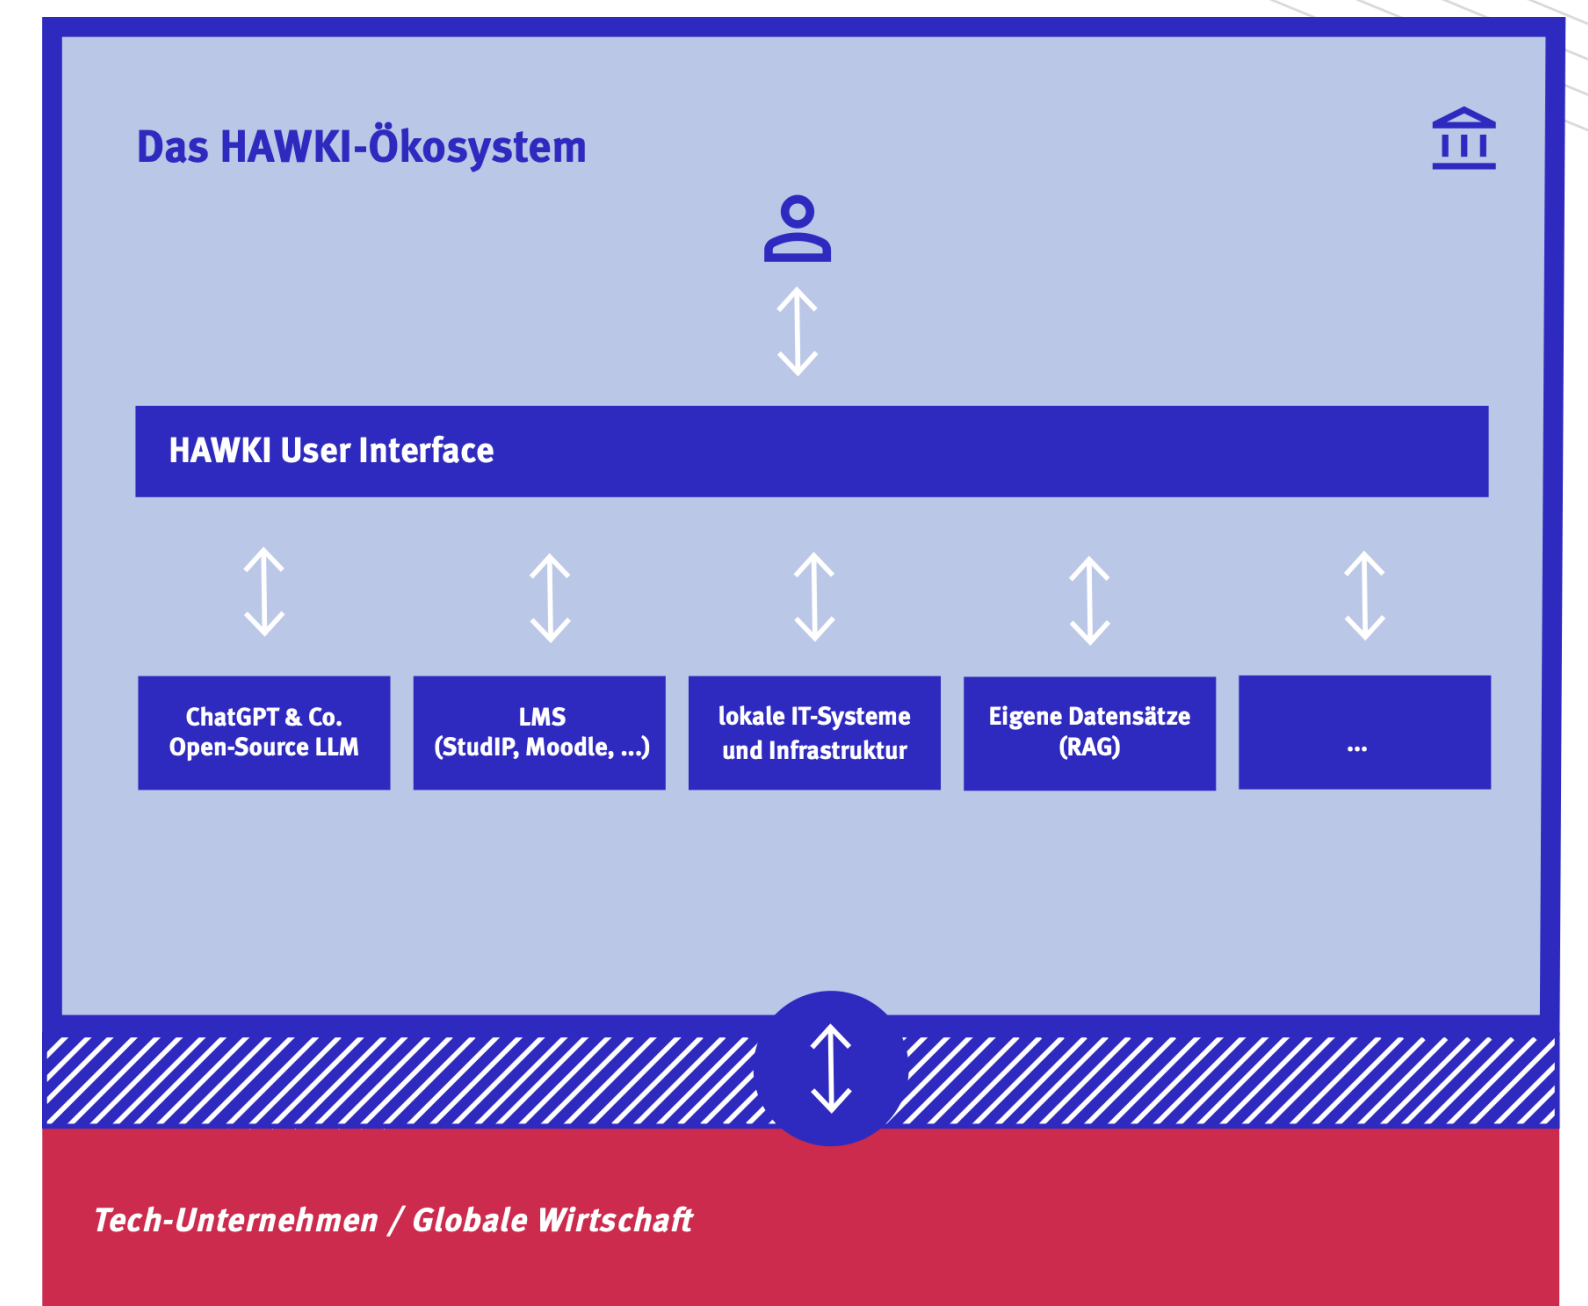 Das HAWKI-Ökosystem
HAWKI User Interface
ChatGPT & Co.
Open-Source LLM
LMS
(StudIP, Moodle, ...)
lokale IT-Systeme
und Infrastruktur
Eigene Datensätze
(RAG)
...
Tech-Unternehmen / Globale Wirtschaft